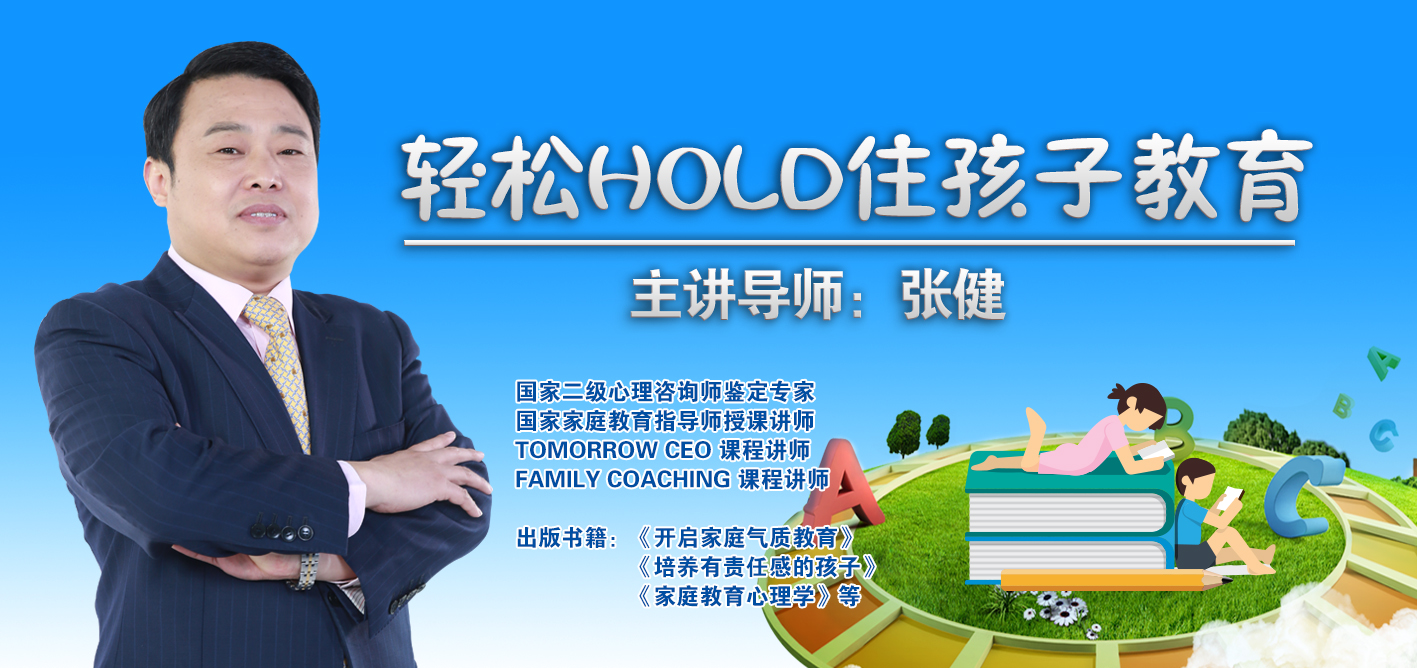 轻松HOLD住孩子教育
主讲导师：张健
国家二级心理咨询师鉴定专家
国家家庭教育指导师授课讲师
TOMORROW CEO 课程讲师
FAMILY COACHING 课程讲师
出版书籍：《开启家庭气质教育》
《培养有责任感的孩子》
《家庭教育心理学》等
A
B
C
A
B
C